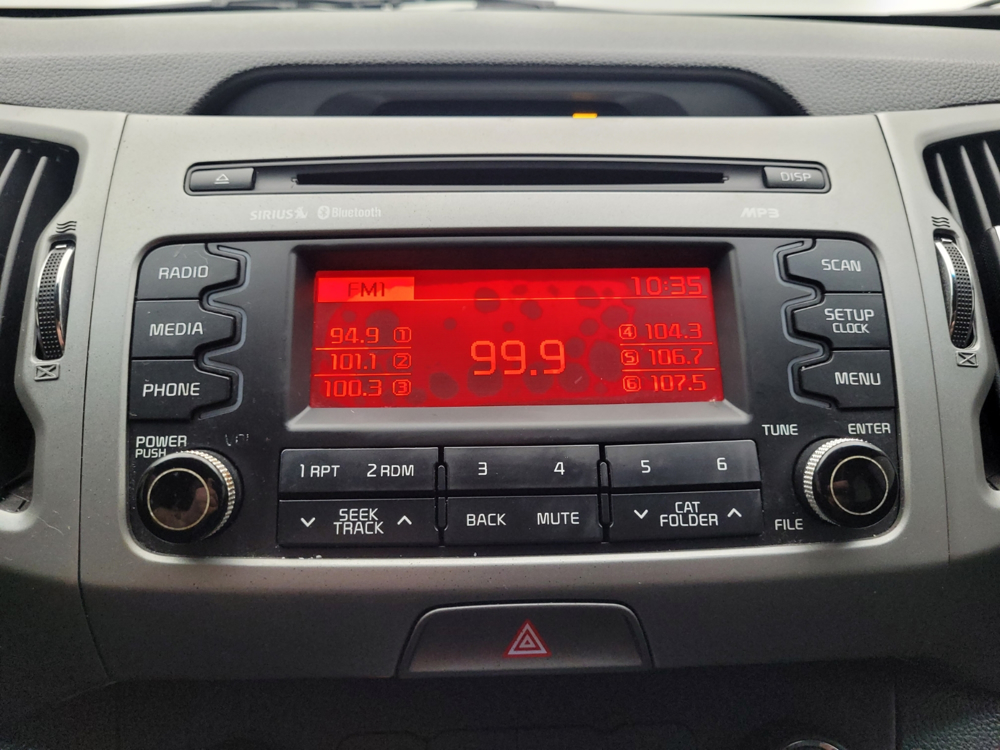 DISP
SIRIUS Bluetooth MP3
RADIO
MEDIA
PHONE
FM1 10:35
94.9 1
101.1 2
100.3 3
99.9
4 104.3
5 106.7
6 107.5
SCAN
SETUP
CLOCK
MENU
POWER
PUSH
TUNE
ENTER
1 RPT 2 RDM 3 4 5 6
SEEK
TRACK
BACK MUTE
CAT
FOLDER
FILE